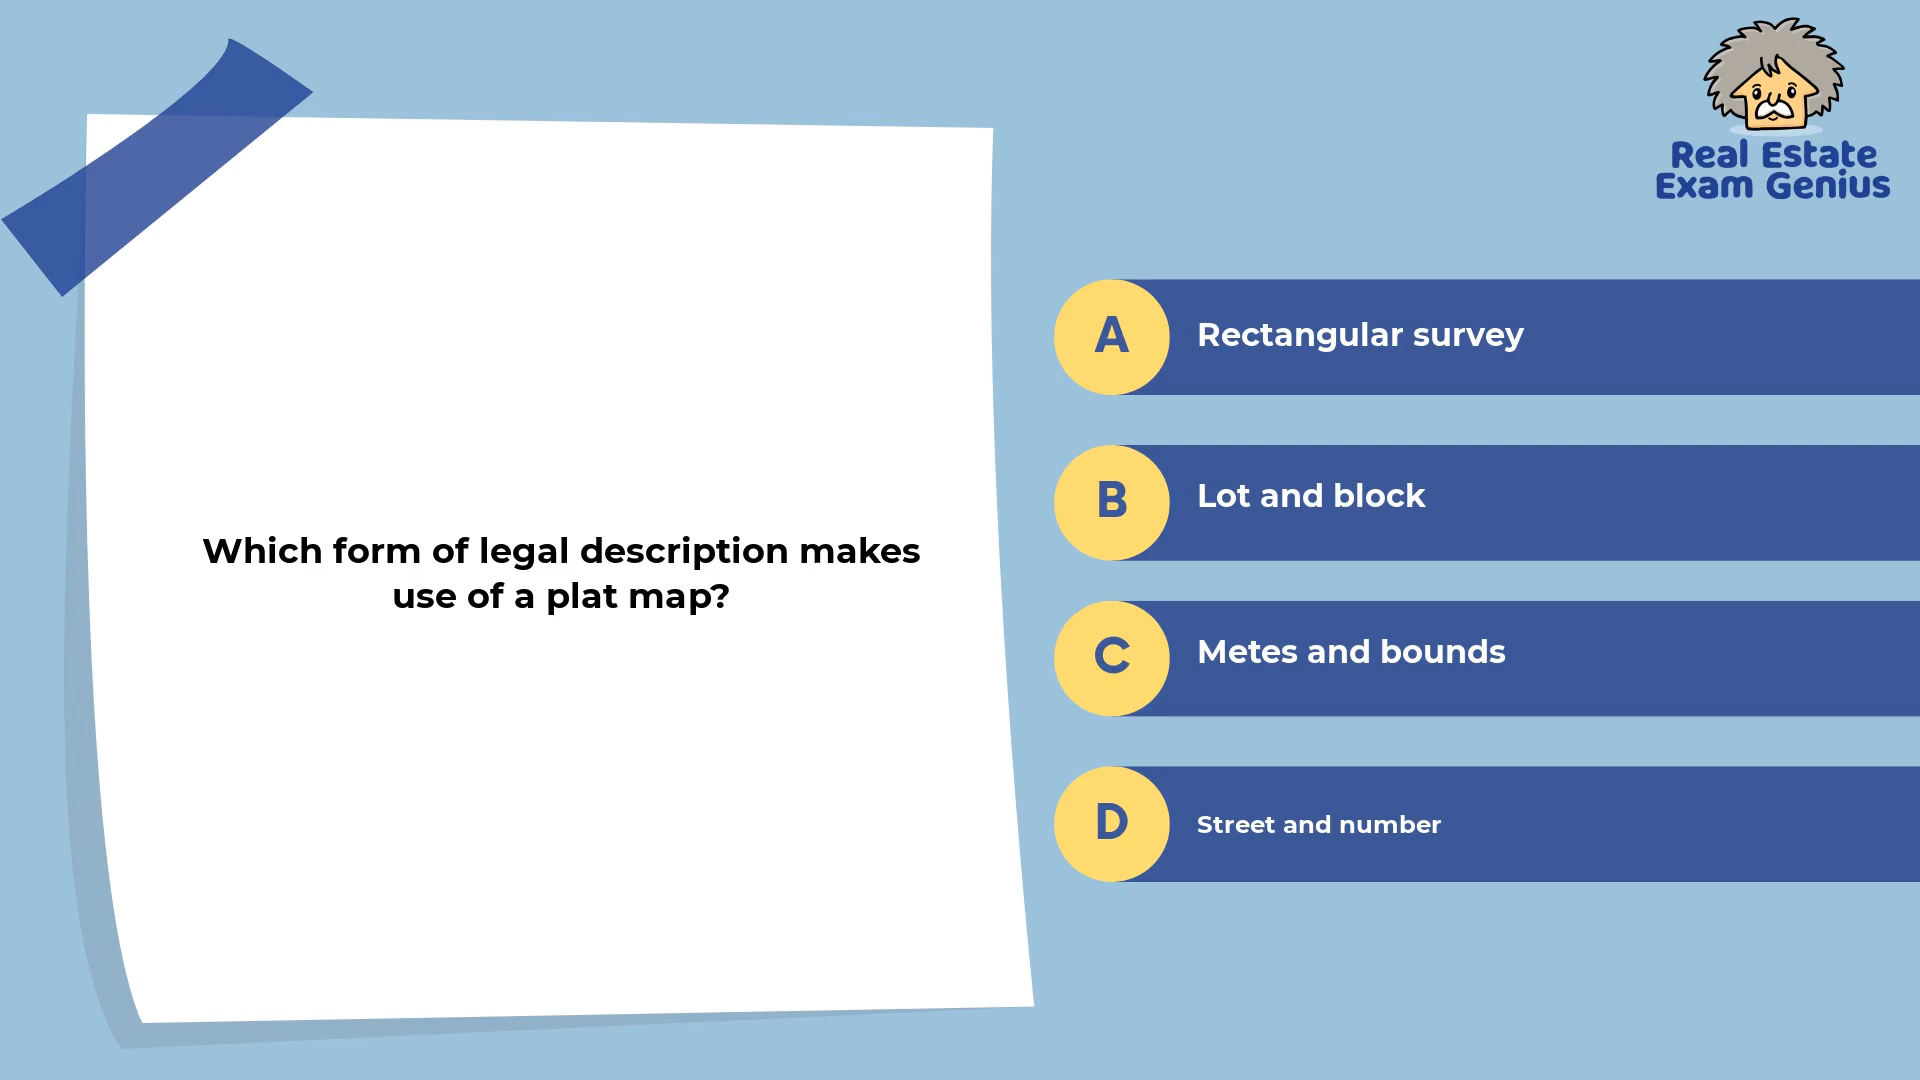 Real Estate
Exam Genius
Which form of legal description makes
use of a plat map?
A
Rectangular survey
B
Lot and block
C
Metes and bounds
D
Street and number